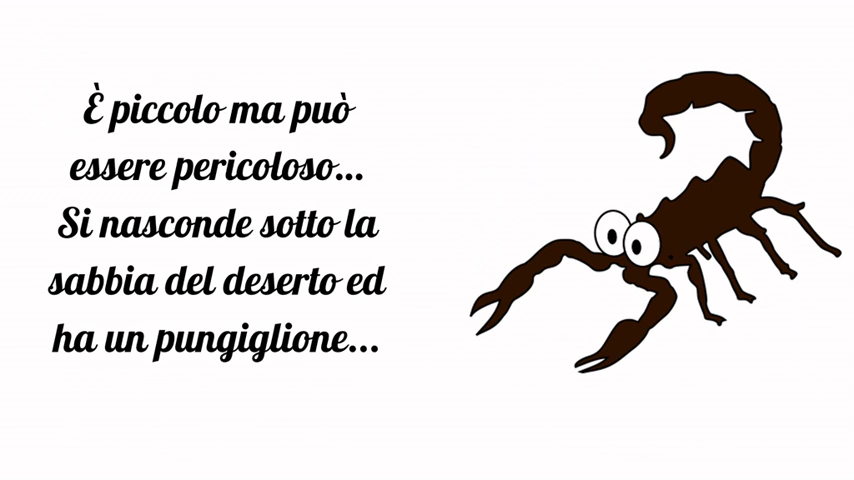 È piccolo ma può
essere pericoloso...
Si nasconde sotto la
sabbia del deserto ed
ha un pungiglione...